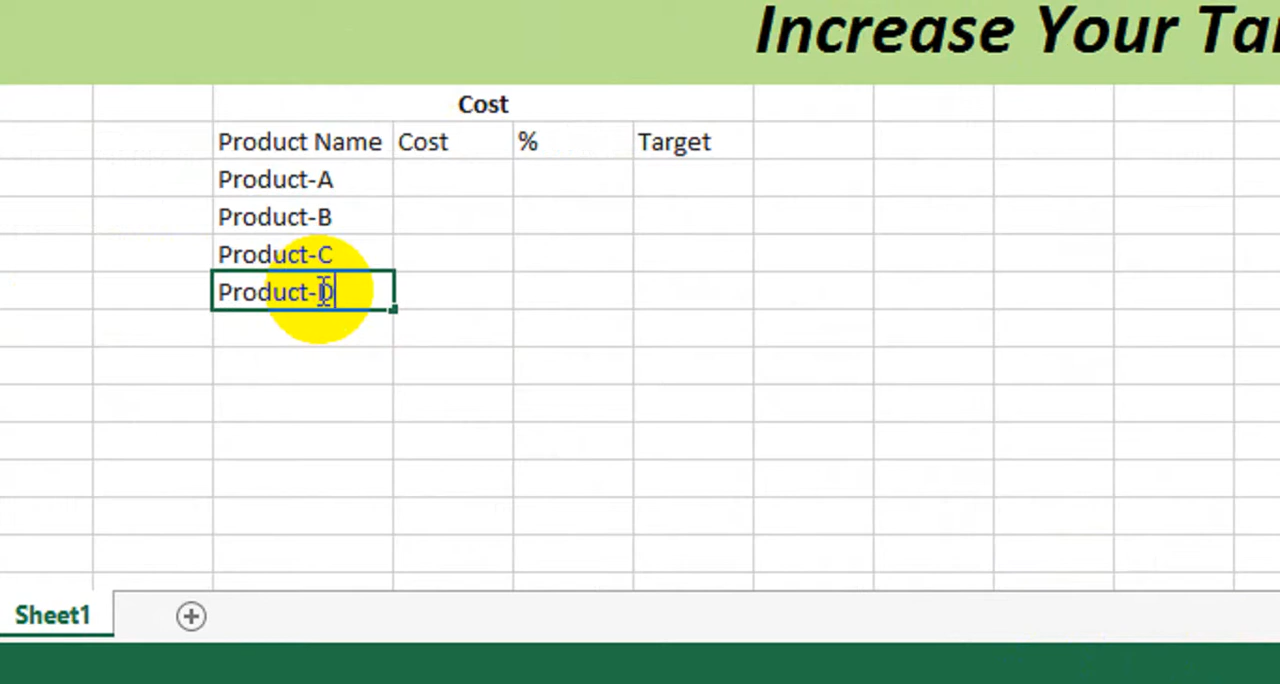 Increase Your Ta
Cost
Product Name Cost % Target
Product-A
Product-B
Product-C
Product-D
Sheet1